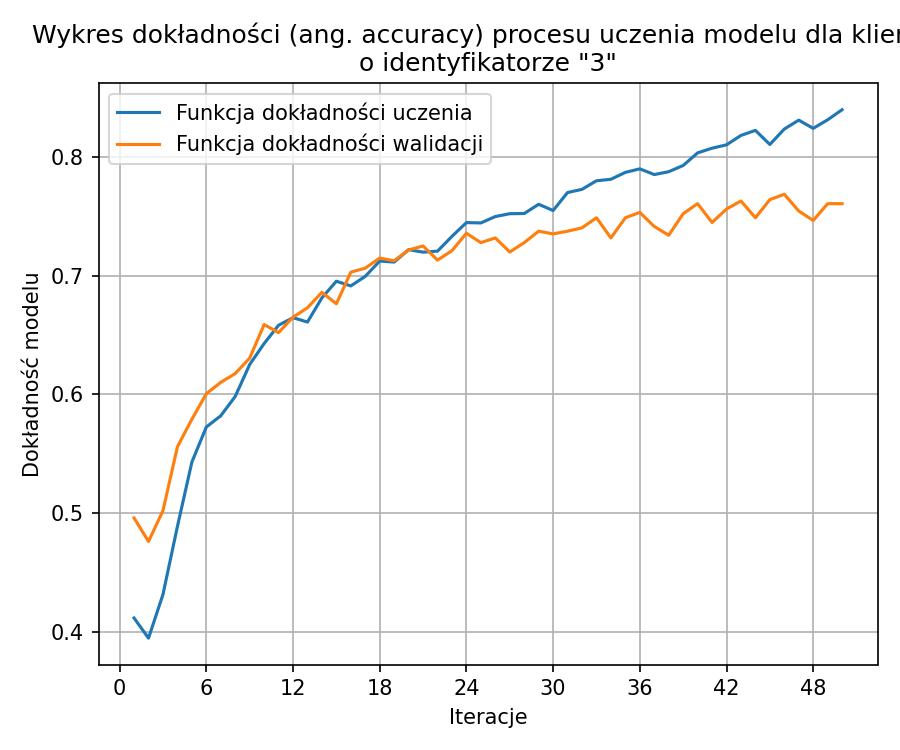 Wykres dokładności (ang. accuracy) procesu uczenia modelu dla
o identyfikatorze "3"
Funkcja dokładności uczenia
Funkcja dokładności walidacji
0.8
0.7
0.6
0.5
0.4
Dokładność modelu
0 6 12 18 24 30 36 42 48
Iteracje